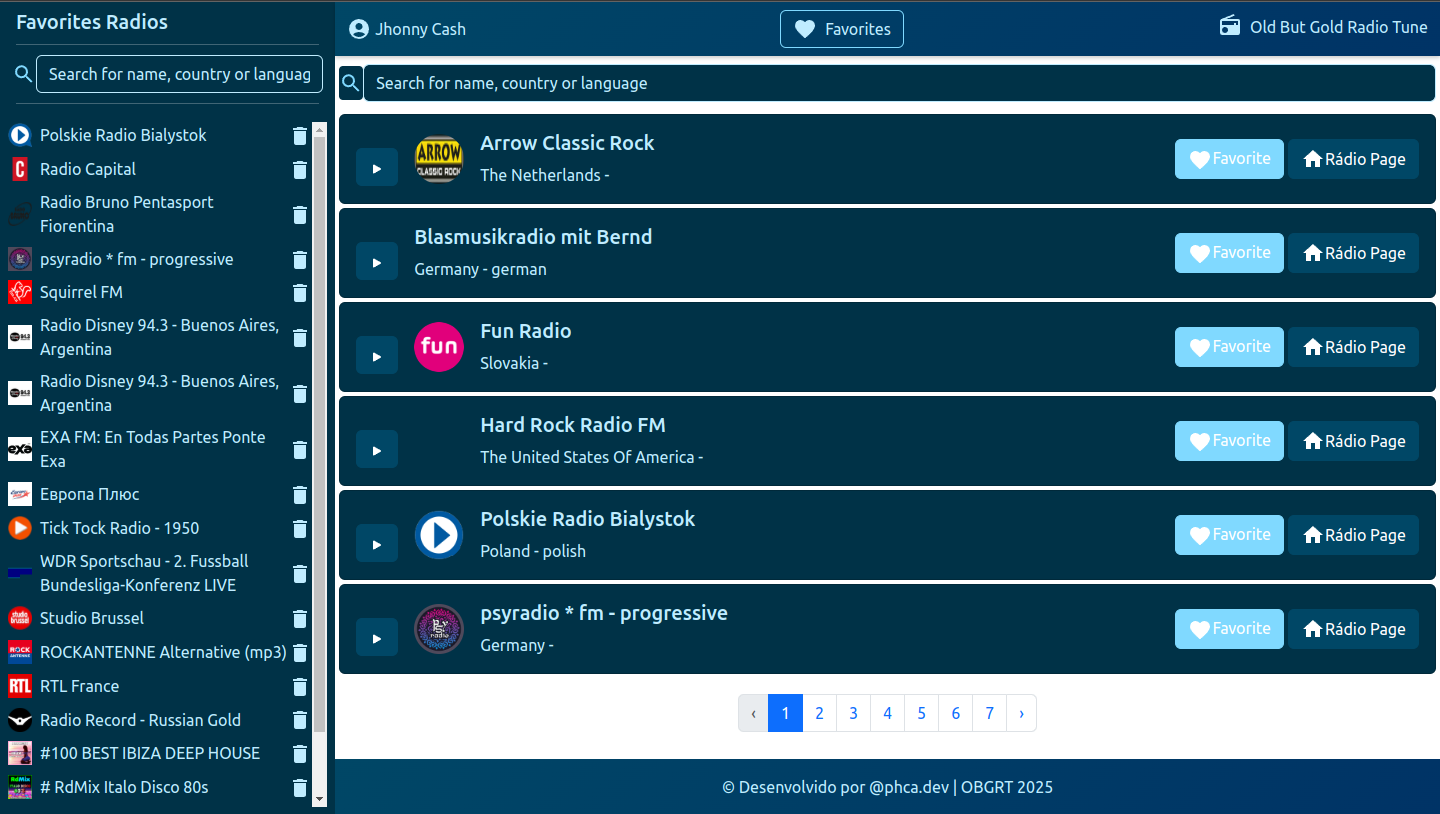 Favorites Radios
Search for name, country or languag
Polskie Radio Bialystok
Radio Capital
Radio Bruno Pentasport
Fiorentina
psyradio * fm - progressive
Squirrel FM
Radio Disney 94.3 - Buenos Aires,
Argentina
Radio Disney 94.3 - Buenos Aires,
Argentina
EXA FM: En Todas Partes Ponte
Exa
Европа Плюс
Tick Tock Radio - 1950
WDR Sportschau - 2. Fussball
Bundesliga-Konferenz LIVE
Studio Brussel
ROCKANTENNE Alternative (mp3)
RTL France
Radio Record - Russian Gold
#100 BEST IBIZA DEEP HOUSE
# RdMix Italo Disco 80s
Jhonny Cash
Favorites
Old But Gold Radio Tune
Search for name, country or language
ARROW
CLASSIC ROCK
Arrow Classic Rock
The Netherlands -
Favorite
Rádio Page
Blasmusikradio mit Bernd
Germany - german
Favorite
Rádio Page
fun
Fun Radio
Slovakia -
Favorite
Rádio Page
Hard Rock Radio FM
The United States Of America -
Favorite
Rádio Page
Polskie Radio Bialystok
Poland - polish
Favorite
Rádio Page
psyradio * fm - progressive
Germany -
Favorite
Rádio Page
‹ 1 2 3 4 5 6 7 ›
© Desenvolvido por @phca.dev | OBGRT 2025